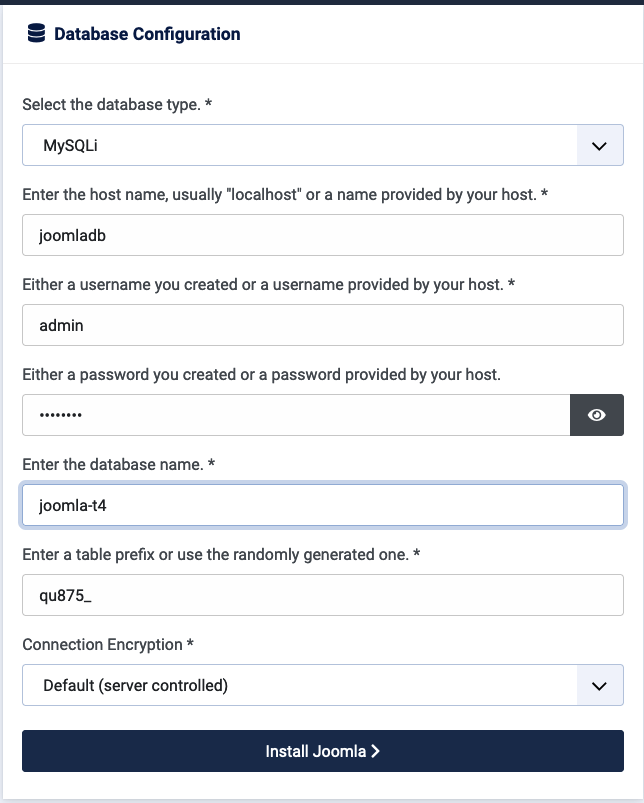 Database Configuration
Select the database type. *
MySQLi
Enter the host name, usually "localhost" or a name provided by your host. *
joomladb
Either a username you created or a username provided by your host. *
admin
Either a password you created or a password provided by your host.
••••••••
Enter the database name. *
joomla-t4
Enter a table prefix or use the randomly generated one. *
qu875_
Connection Encryption *
Default (server controlled)
Install Joomla